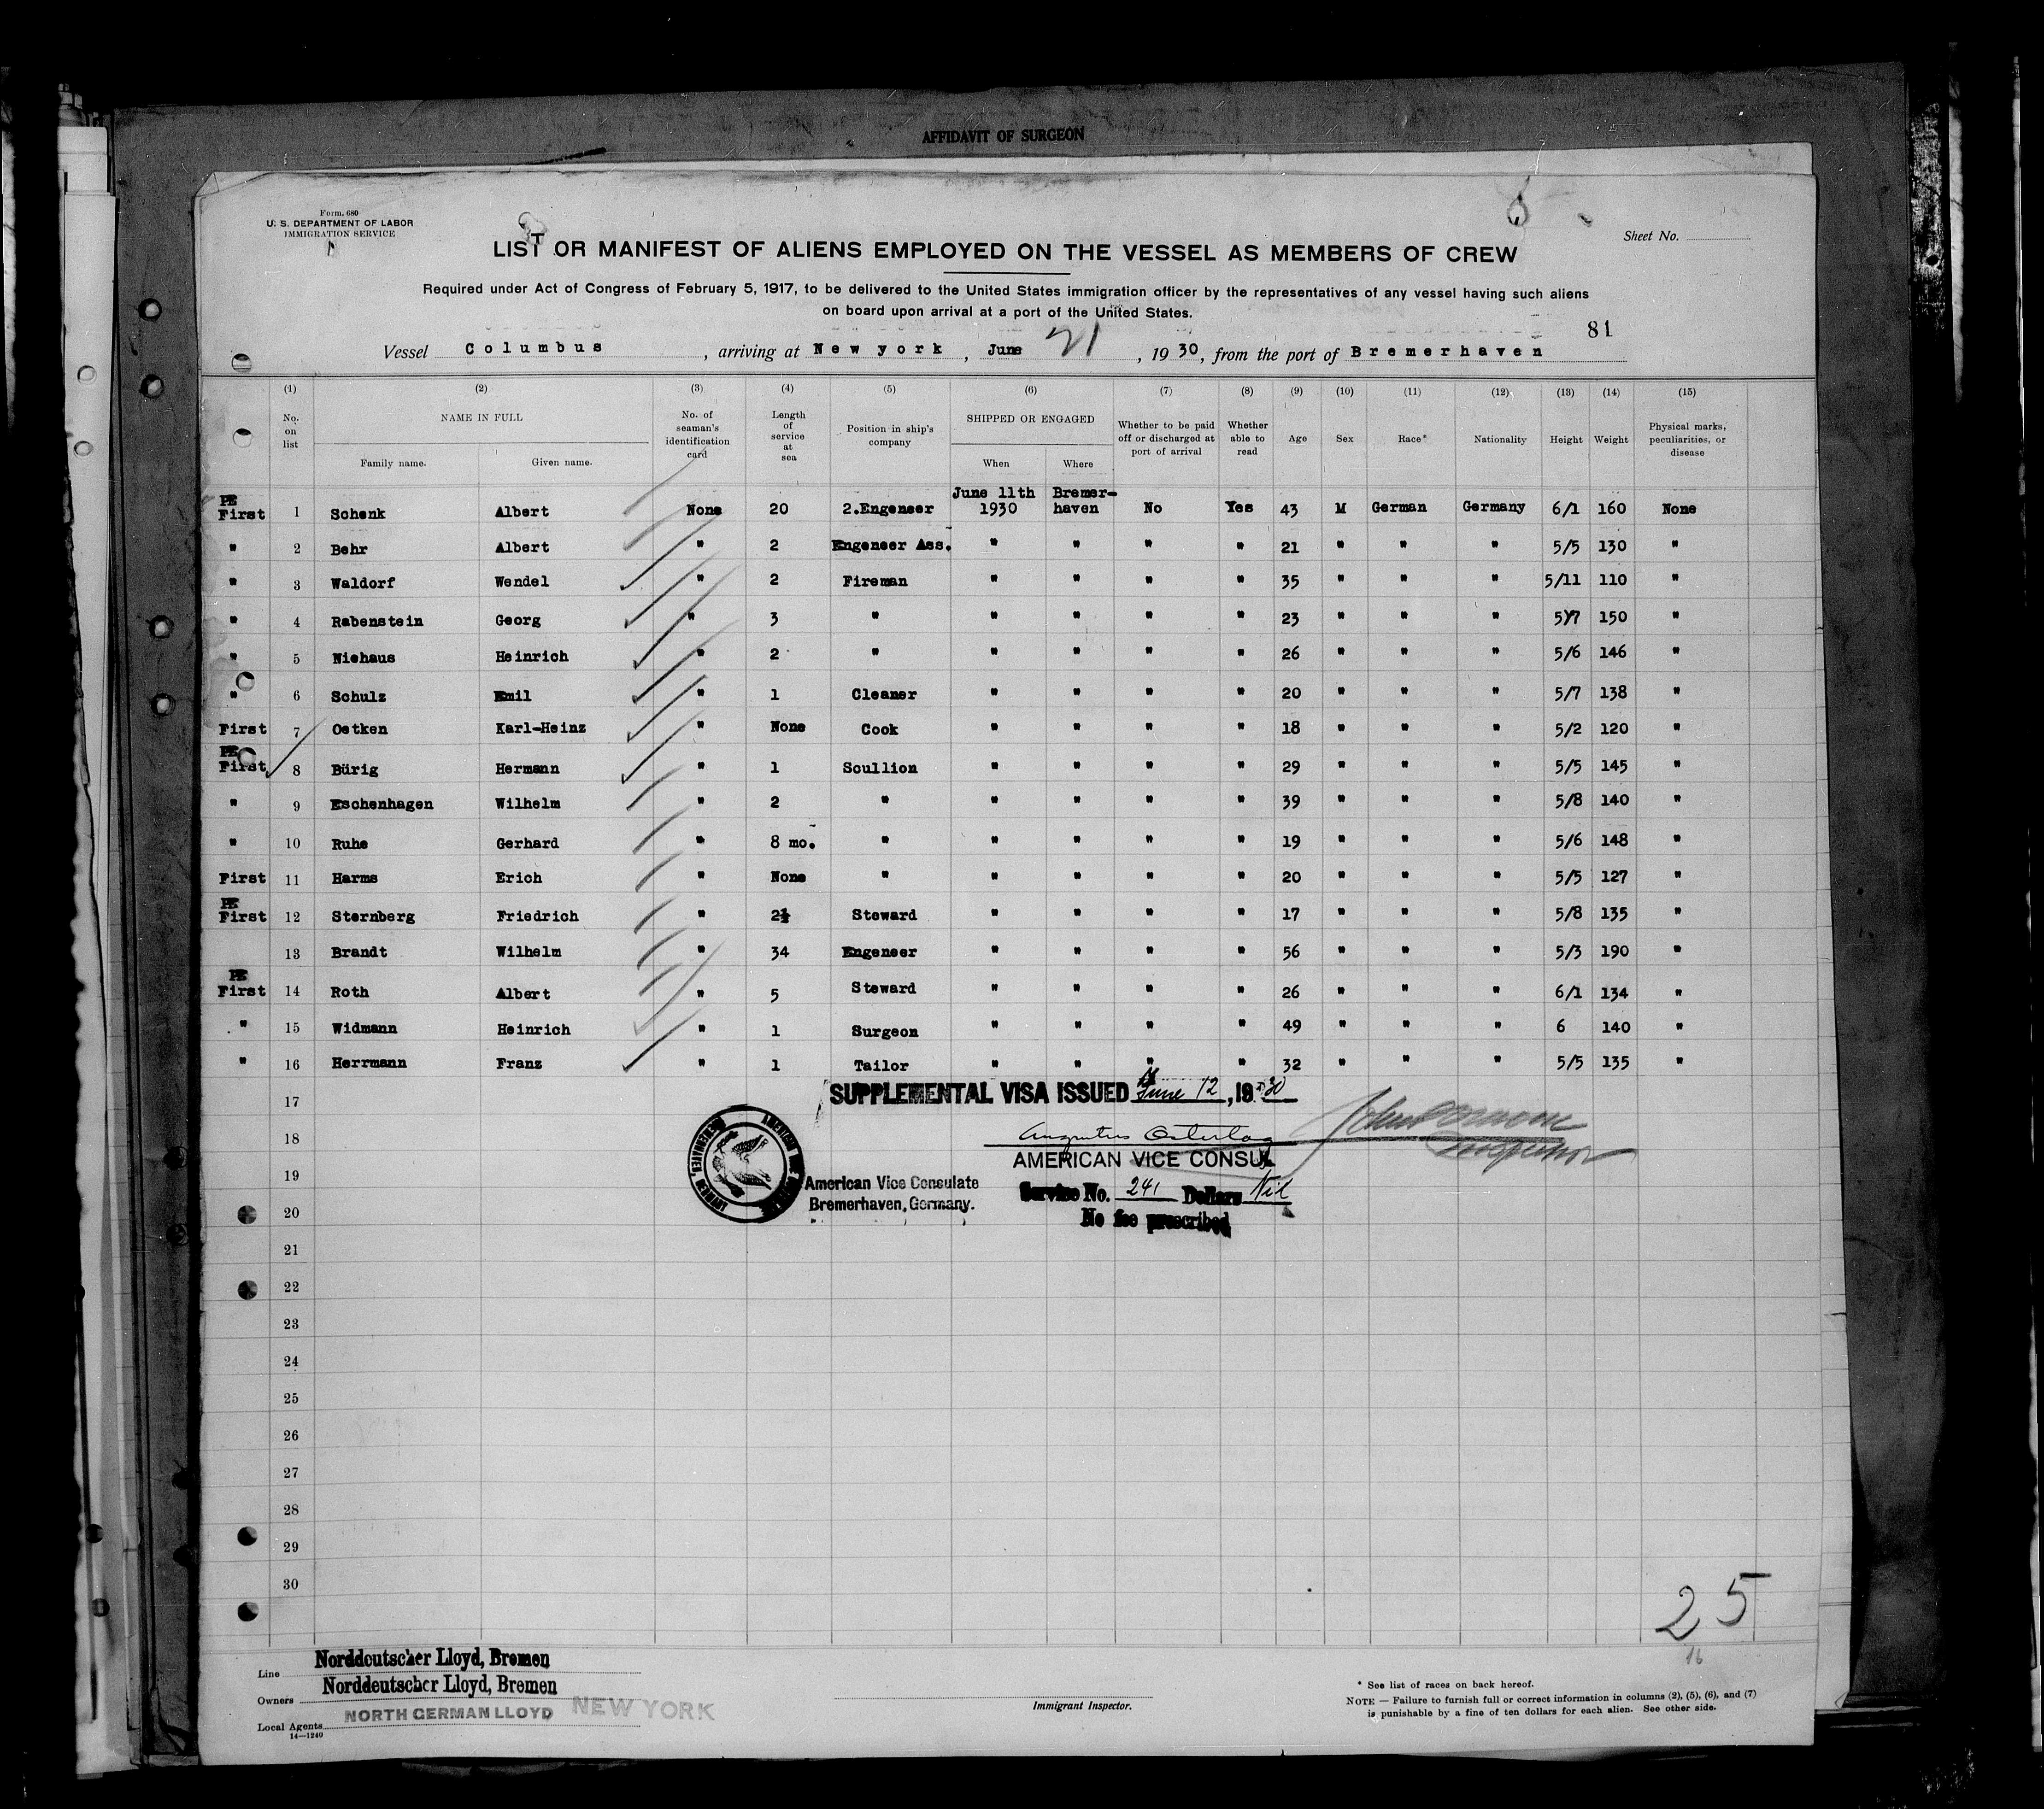 AFFIDAVIT OF SURGEON
Form. 680
U. S. DEPARTMENT OF LABOR
IMMIGRATION SERVICE
Sheet No.
LIST OR MANIFEST OF ALIENS EMPLOYED ON THE VESSEL AS MEMBERS OF CREW
Required under Act of Congress of February 5, 1917, to be delivered to the United States immigration officer by the representatives of any vessel having such aliens
on board upon arrival at a port of the United States.
81
Vessel Columbus, arriving at New york, June 21, 1930, from the port of Bremerhaven
(1) (2) (3) (4) (5) (6) (7) (8) (9) (10) (11) (12) (13) (14) (15)
No. on list NAME IN FULL Family name. Given name. No. of seaman's identification card Length of service at sea Position in ship's company SHIPPED OR ENGAGED When Where Whether to be paid off or discharged at port of arrival Whether able to read Age Sex Race* Nationality Height Weight Physical marks, peculiarities, or disease
PE First 1 Schenk Albert None 20 2.Engeneer June 11th 1930 Bremer-haven No Yes 43 M German Germany 6/1 160 None
" 2 Behr Albert " 2 Engeneer Ass. " " " " 21 " " " 5/5 130 "
" 3 Waldorf Wendel " 2 Fireman " " " " 35 " " " 5/11 110 "
" 4 Rabenstein Georg " 3 " " " " " 23 " " " 5/7 150 "
" 5 Niehaus Heinrich " 2 " " " " " 26 " " " 5/6 146 "
" 6 Schulz Emil " 1 Cleaner " " " " 20 " " " 5/7 138 "
First 7 Oetken Karl-Heinz " None Cook " " " " 18 " " " 5/2 120 "
PE First 8 Bürig Hermann " 1 Scullion " " " " 29 " " " 5/5 145 "
" 9 Eschenhagen Wilhelm " 2 " " " " " 39 " " " 5/8 140 "
" 10 Ruhe Gerhard " 8 mo. " " " " " 19 " " " 5/6 148 "
First 11 Harms Erich " None " " " " " 20 " " " 5/5 127 "
PE First 12 Sternberg Friedrich " 2½ Steward " " " " 17 " " " 5/8 135 "
13 Brandt Wilhelm " 34 Engeneer " " " " 56 " " " 5/3 190 "
PE First 14 Roth Albert " 5 Steward " " " " 26 " " " 6/1 134 "
" 15 Widmann Heinrich " 1 Surgeon " " " " 49 " " " 6 140 "
" 16 Herrmann Franz " 1 Tailor " " " " 32 " " " 5/5 135 "
SUPPLEMENTAL VISA ISSUED June 12, 1930
17
18
Augustus Ostertag
Inspector
AMERICAN VICE CONSUL
19
American Vice Consulate
Bremerhaven, Germany.
Service No. 241 Dollars Nil
No fee prescribed
20
21
22
23
24
25
26
27
28
29
30
25
16
Line Norddeutscher Lloyd, Bremen
Owners Norddeutscher Lloyd, Bremen
Local Agents NORTH GERMAN LLOYD NEW YORK
14—1240
Immigrant Inspector.
* See list of races on back hereof.
NOTE — Failure to furnish full or correct information in columns (2), (5), (6), and (7)
is punishable by a fine of ten dollars for each alien. See other side.